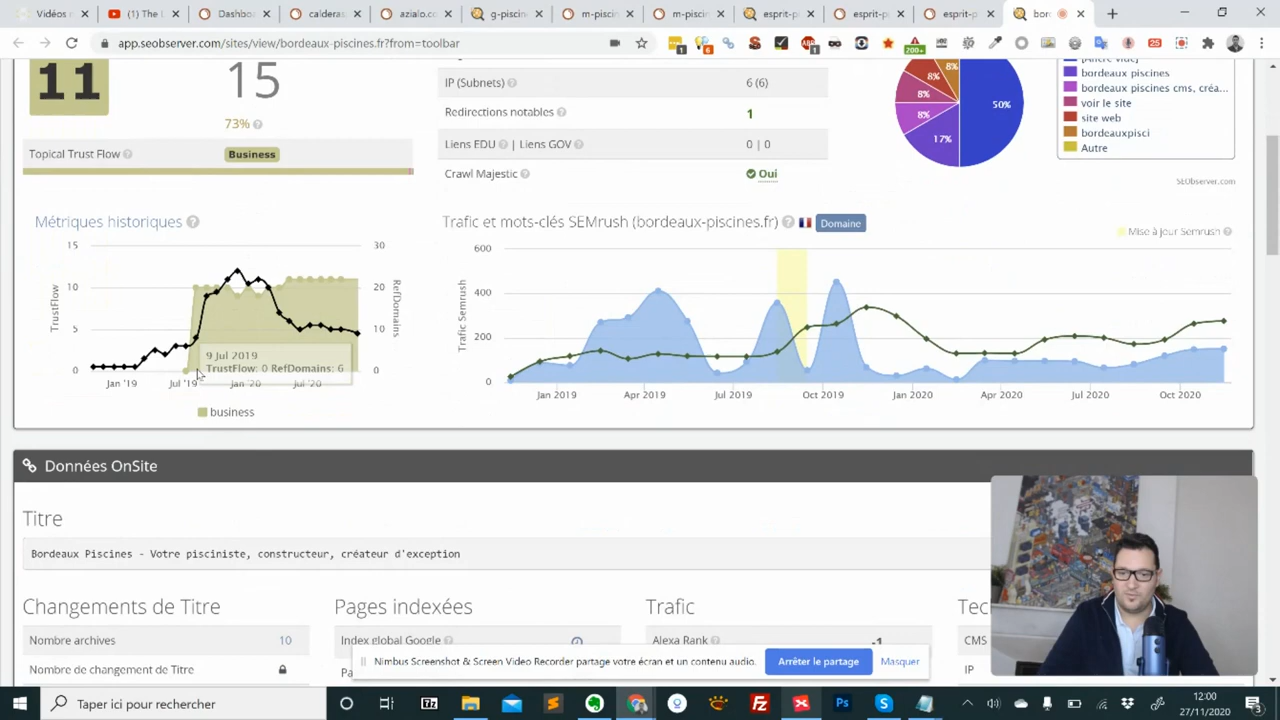 Vidéos n
(1) The l
Dashbo
calderas
azialo.co
g-piscine
m-piscin
m-piscin
esprit-pi
esprit-p
esprit-p
bor
app.seobserver.com/sites/view/bordeaux-piscines.fr?from=toolbar
11
15
73%
Topical Trust Flow
Business
IP (Subnets) 6 (6)
Redirections notables 1
Liens EDU | Liens GOV 0 | 0
Crawl Majestic Oui
8%
8%
8%
8%
17%
50%
[Ancre vide]
bordeaux piscines
bordeaux piscines cms, créa...
voir le site
site web
bordeauxpisci
Autre
SEObserver.com
Métriques historiques
15 30
10 20
5 10
0 0
TrustFlow
RefDomains
9 Jul 2019
TrustFlow: 0 RefDomains: 6
Jan '19 Jul '19 Jan '20 Jul '20
business
Trafic et mots-clés SEMrush (bordeaux-piscines.fr) Domaine
Mise à jour Semrush
Trafic Semrush
600
400
200
0
Jan 2019 Apr 2019 Jul 2019 Oct 2019 Jan 2020 Apr 2020 Jul 2020 Oct 2020
Données OnSite
Titre
Bordeaux Piscines - Votre pisciniste, constructeur, créateur d'exception
Changements de Titre
Pages indexées
Trafic
Tec
Nombre archives 10
Index global Google
Alexa Rank -1
CMS
Nombre de changement de Titre
Pa
IP
Nimbus Screenshot & Screen Video Recorder partage votre écran et un contenu audio.
Arrêter le partage
Masquer
Taper ici pour rechercher
12:00
27/11/2020